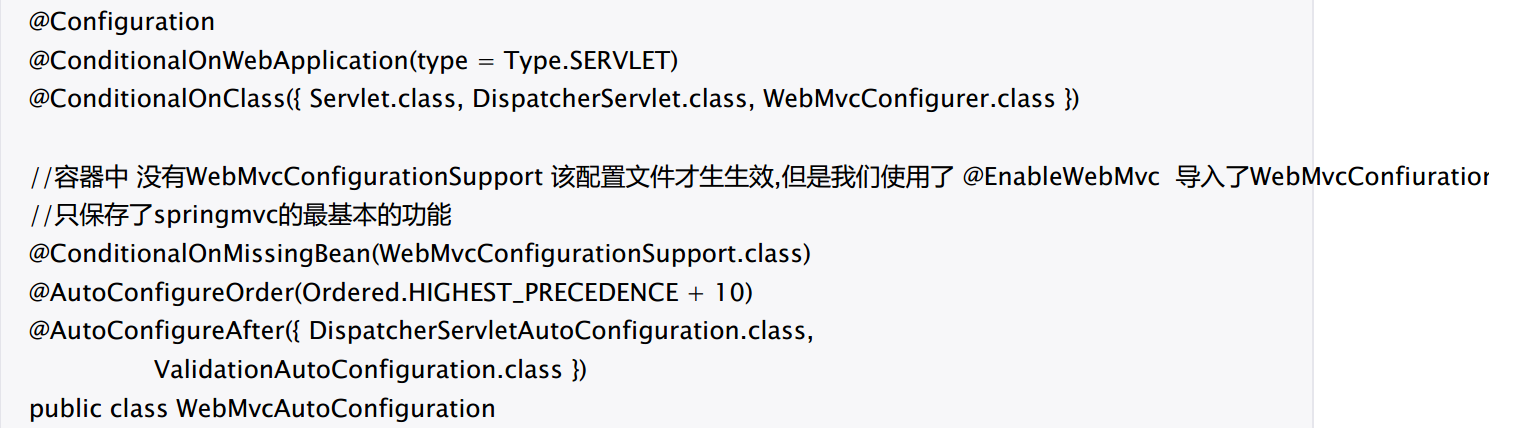 @Configuration
@ConditionalOnWebApplication(type = Type.SERVLET)
@ConditionalOnClass({ Servlet.class, DispatcherServlet.class, WebMvcConfigurer.class })
//容器中 没有WebMvcConfigurationSupport 该配置文件才生生效,但是我们使用了 @EnableWebMvc 导入了WebMvcConfiuration
//只保存了springmvc的最基本的功能
@ConditionalOnMissingBean(WebMvcConfigurationSupport.class)
@AutoConfigureOrder(Ordered.HIGHEST_PRECEDENCE + 10)
@AutoConfigureAfter({ DispatcherServletAutoConfiguration.class,
ValidationAutoConfiguration.class })
public class WebMvcAutoConfiguration